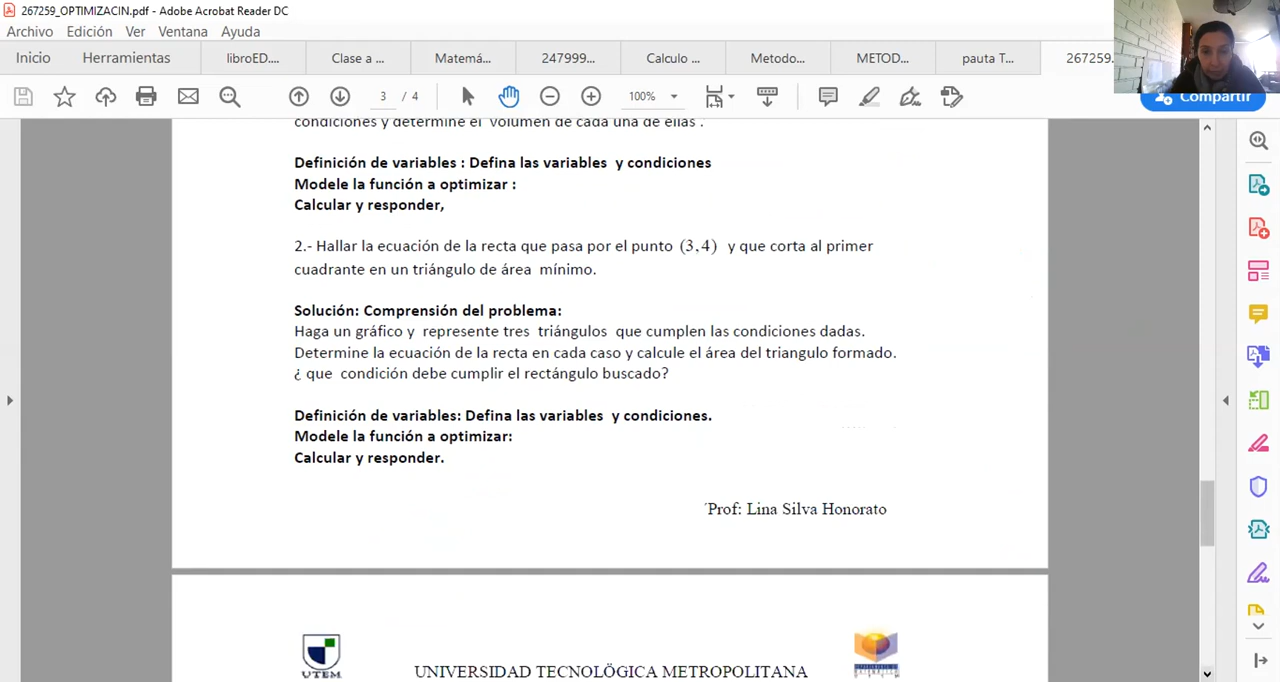 267259_OPTIMIZACIN.pdf - Adobe Acrobat Reader DC
Archivo Edición Ver Ventana Ayuda
Inicio Herramientas libroED.... Clase a ... Matemá... 247999... Calculo ... Metodo... METOD... pauta T... 267259.
3 / 4 100% Compartir
condiciones y determine el volumen de cada una de ellas .
Definición de variables : Defina las variables y condiciones
Modele la función a optimizar :
Calcular y responder,
2.- Hallar la ecuación de la recta que pasa por el punto (3,4) y que corta al primer
cuadrante en un triángulo de área mínimo.
Solución: Comprensión del problema:
Haga un gráfico y represente tres triángulos que cumplen las condiciones dadas.
Determine la ecuación de la recta en cada caso y calcule el área del triangulo formado.
¿ que condición debe cumplir el rectángulo buscado?
Definición de variables: Defina las variables y condiciones.
Modele la función a optimizar:
Calcular y responder.
´Prof: Lina Silva Honorato
UTEM
UNIVERSIDAD TECNOLÖGICA METROPOLITANA